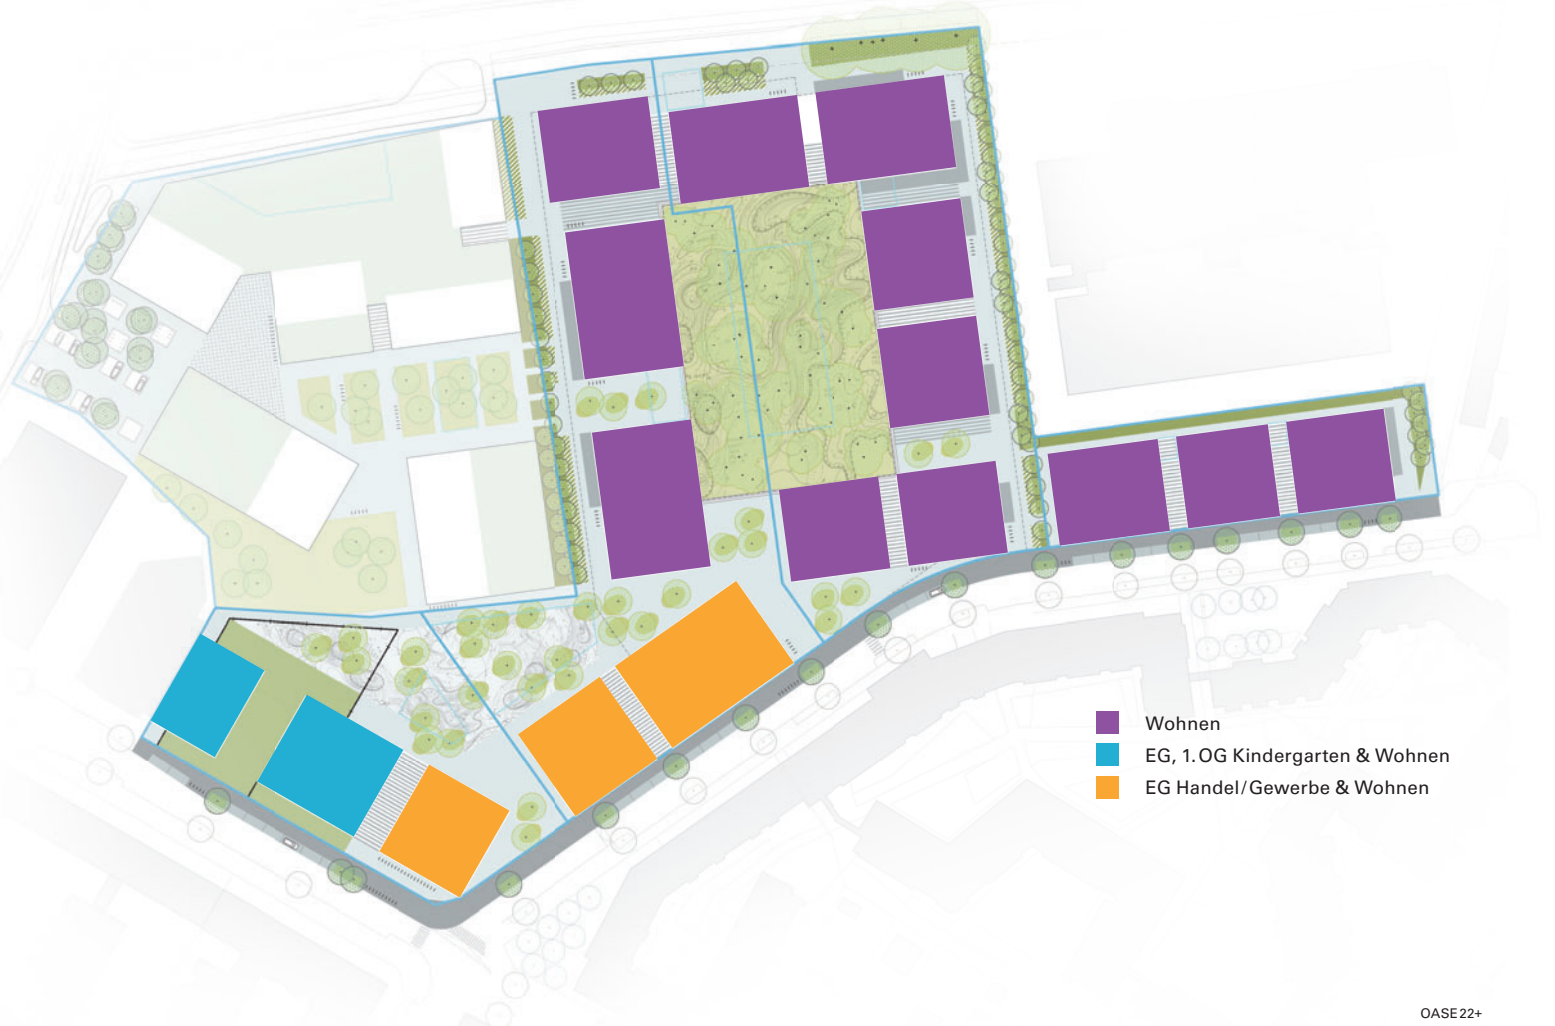 Wohnen
EG, 1. OG Kindergarten & Wohnen
EG Handel/Gewerbe & Wohnen
OASE 22+